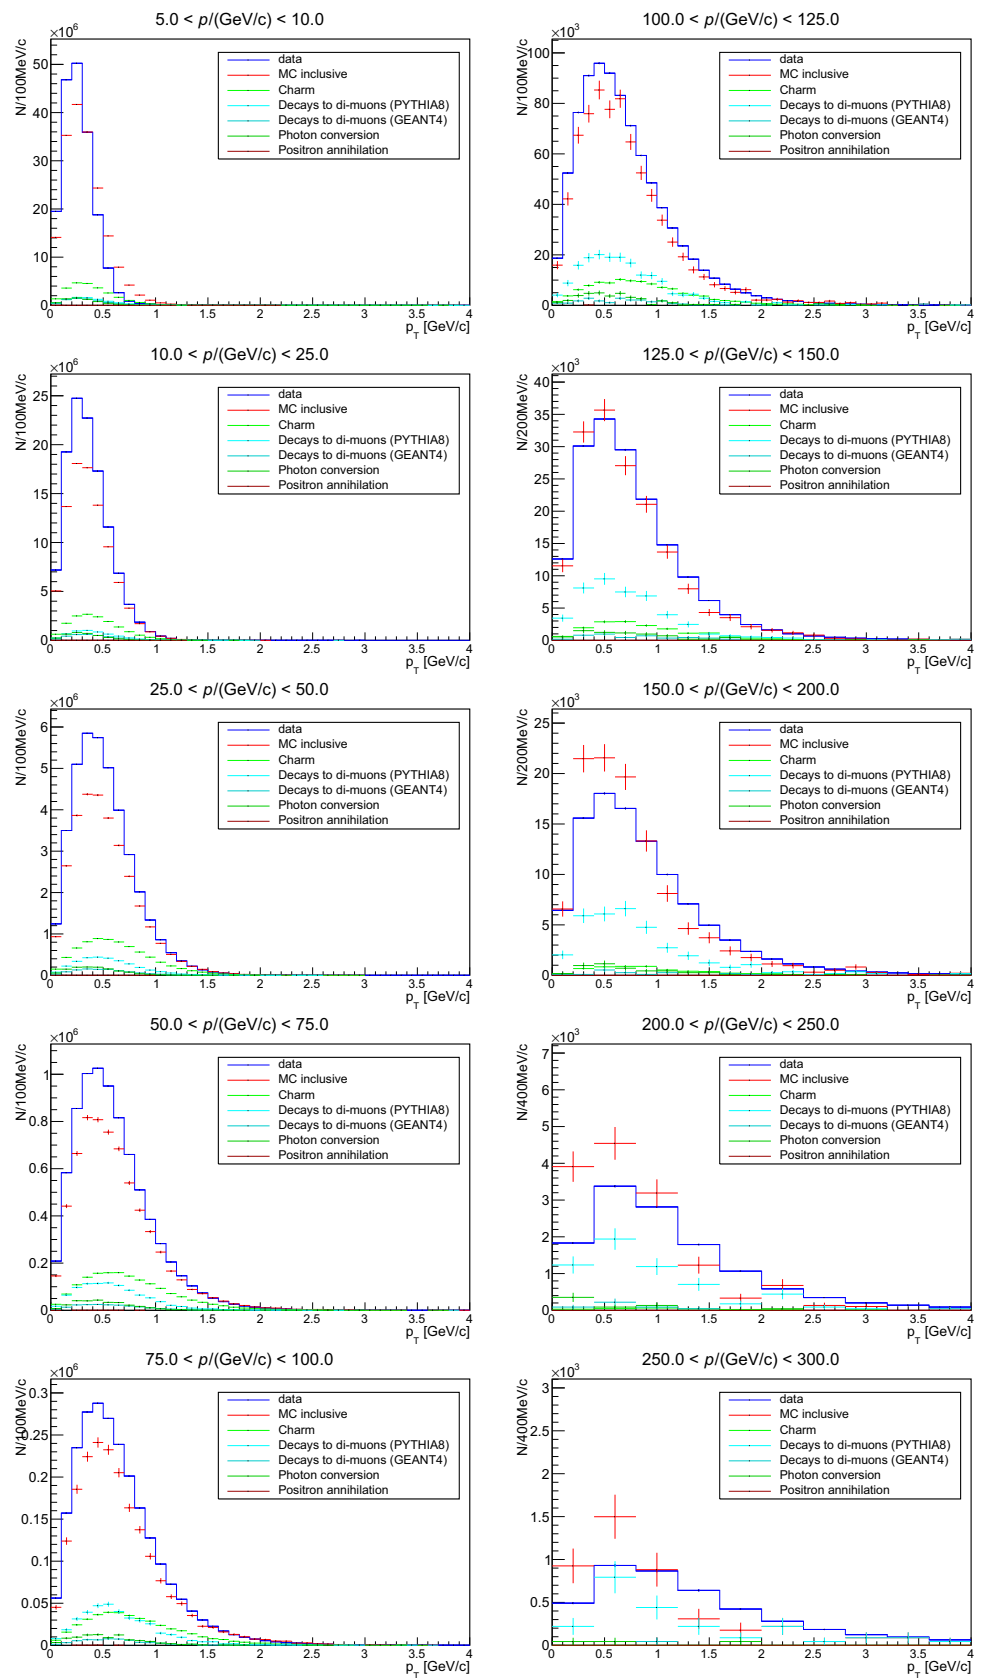 5.0 < p/(GeV/c) < 10.0
×10⁶
N/100MeV/c
50
40
30
20
10
0
data
MC inclusive
Charm
Decays to di-muons (PYTHIA8)
Decays to di-muons (GEANT4)
Photon conversion
Positron annihilation
0 0.5 1 1.5 2 2.5 3 3.5 4
p_T [GeV/c]
100.0 < p/(GeV/c) < 125.0
×10³
N/100MeV/c
100
80
60
40
20
0
data
MC inclusive
Charm
Decays to di-muons (PYTHIA8)
Decays to di-muons (GEANT4)
Photon conversion
Positron annihilation
0 0.5 1 1.5 2 2.5 3 3.5 4
p_T [GeV/c]
10.0 < p/(GeV/c) < 25.0
×10⁶
N/100MeV/c
25
20
15
10
5
0
data
MC inclusive
Charm
Decays to di-muons (PYTHIA8)
Decays to di-muons (GEANT4)
Photon conversion
Positron annihilation
0 0.5 1 1.5 2 2.5 3 3.5 4
p_T [GeV/c]
125.0 < p/(GeV/c) < 150.0
×10³
N/200MeV/c
40
35
30
25
20
15
10
5
0
data
MC inclusive
Charm
Decays to di-muons (PYTHIA8)
Decays to di-muons (GEANT4)
Photon conversion
Positron annihilation
0 0.5 1 1.5 2 2.5 3 3.5 4
p_T [GeV/c]
25.0 < p/(GeV/c) < 50.0
×10⁶
N/100MeV/c
6
5
4
3
2
1
0
data
MC inclusive
Charm
Decays to di-muons (PYTHIA8)
Decays to di-muons (GEANT4)
Photon conversion
Positron annihilation
0 0.5 1 1.5 2 2.5 3 3.5 4
p_T [GeV/c]
150.0 < p/(GeV/c) < 200.0
×10³
N/200MeV/c
25
20
15
10
5
0
data
MC inclusive
Charm
Decays to di-muons (PYTHIA8)
Decays to di-muons (GEANT4)
Photon conversion
Positron annihilation
0 0.5 1 1.5 2 2.5 3 3.5 4
p_T [GeV/c]
50.0 < p/(GeV/c) < 75.0
×10⁶
N/100MeV/c
1
0.8
0.6
0.4
0.2
0
data
MC inclusive
Charm
Decays to di-muons (PYTHIA8)
Decays to di-muons (GEANT4)
Photon conversion
Positron annihilation
0 0.5 1 1.5 2 2.5 3 3.5 4
p_T [GeV/c]
200.0 < p/(GeV/c) < 250.0
×10³
N/400MeV/c
7
6
5
4
3
2
1
0
data
MC inclusive
Charm
Decays to di-muons (PYTHIA8)
Decays to di-muons (GEANT4)
Photon conversion
Positron annihilation
0 0.5 1 1.5 2 2.5 3 3.5 4
p_T [GeV/c]
75.0 < p/(GeV/c) < 100.0
×10⁶
N/100MeV/c
0.3
0.25
0.2
0.15
0.1
0.05
0
data
MC inclusive
Charm
Decays to di-muons (PYTHIA8)
Decays to di-muons (GEANT4)
Photon conversion
Positron annihilation
0 0.5 1 1.5 2 2.5 3 3.5 4
p_T [GeV/c]
250.0 < p/(GeV/c) < 300.0
×10³
N/400MeV/c
3
2.5
2
1.5
1
0.5
0
data
MC inclusive
Charm
Decays to di-muons (PYTHIA8)
Decays to di-muons (GEANT4)
Photon conversion
Positron annihilation
0 0.5 1 1.5 2 2.5 3 3.5 4
p_T [GeV/c]